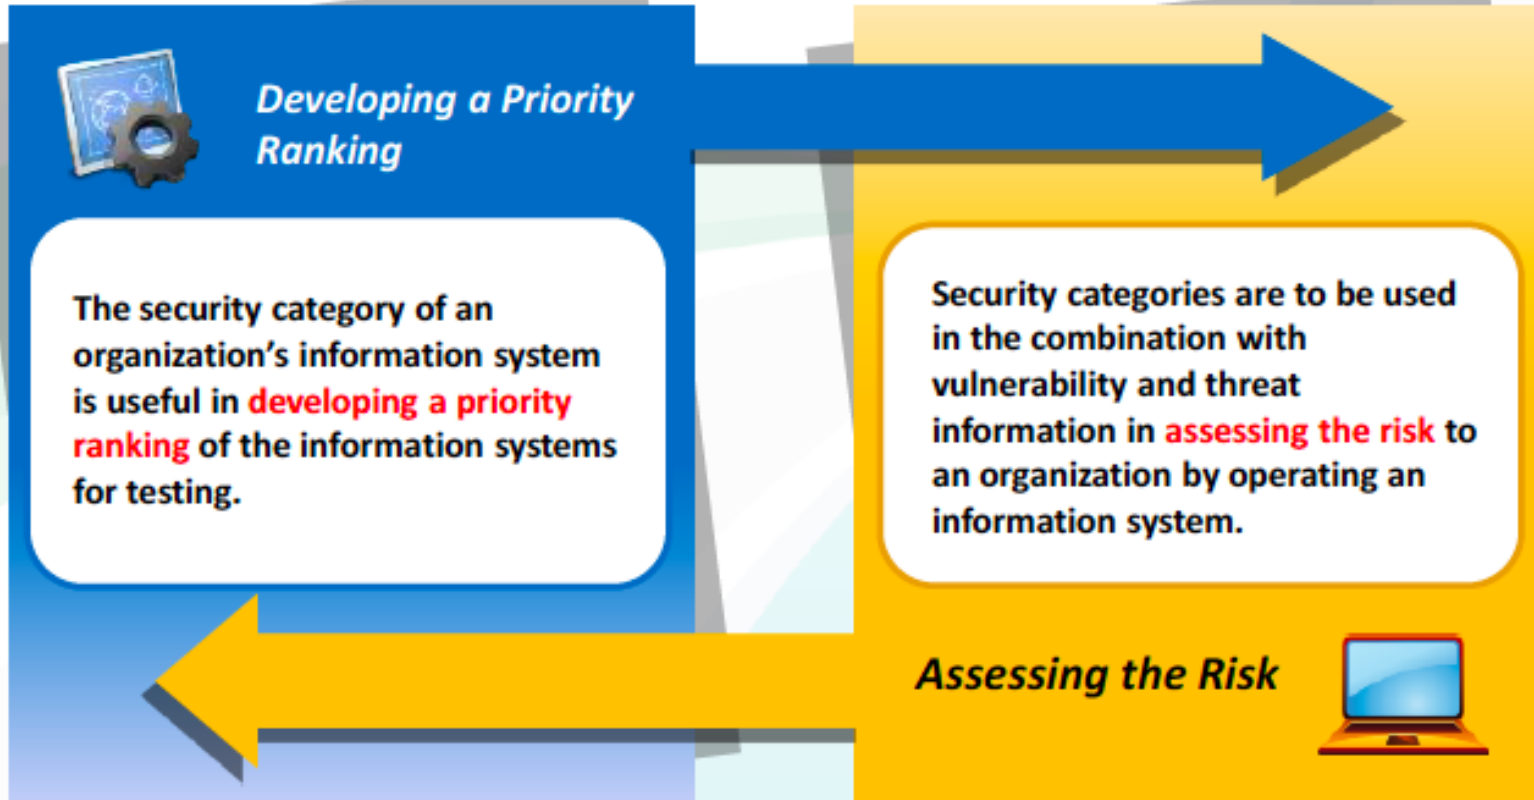 Developing a Priority
Ranking
The security category of an
organization’s information system
is useful in developing a priority
ranking of the information systems
for testing.
Security categories are to be used
in the combination with
vulnerability and threat
information in assessing the risk to
an organization by operating an
information system.
Assessing the Risk